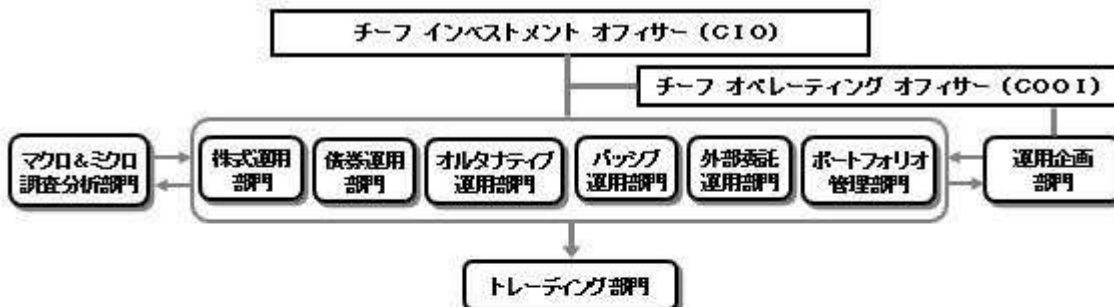 チーフ インベストメント オフィサー (CIO)
チーフ オペレーティング オフィサー (COOI)
マクロ&ミクロ
調査分析部門
株式運用
部門
債券運用
部門
オルタナティブ
運用部門
パッシブ
運用部門
外部委託
運用部門
ポートフォリオ
管理部門
運用企画
部門
トレーディング部門